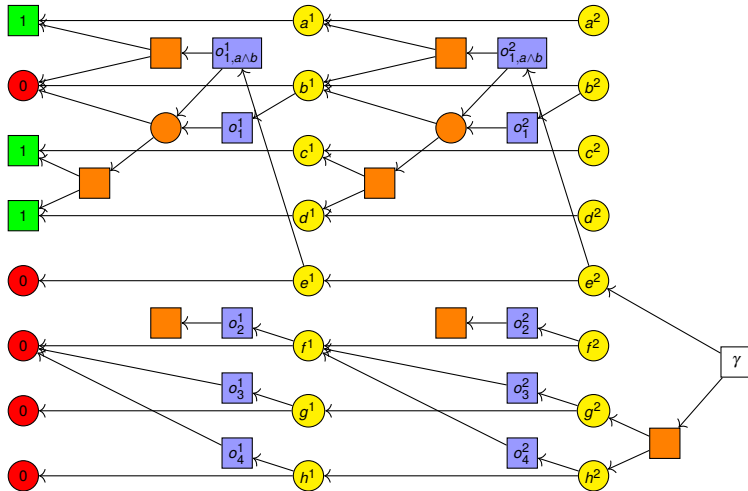 1 a¹ a²
o¹₁,ₐ∧b o²₁,ₐ∧b
0 b¹ b²
o¹₁ o²₁
1 c¹ c²
1 d¹ d²
0 e¹ e²
o¹₂ o²₂
0 f¹ f²
γ
o¹₃ o²₃
0 g¹ g²
o¹₄ o²₄
0 h¹ h²